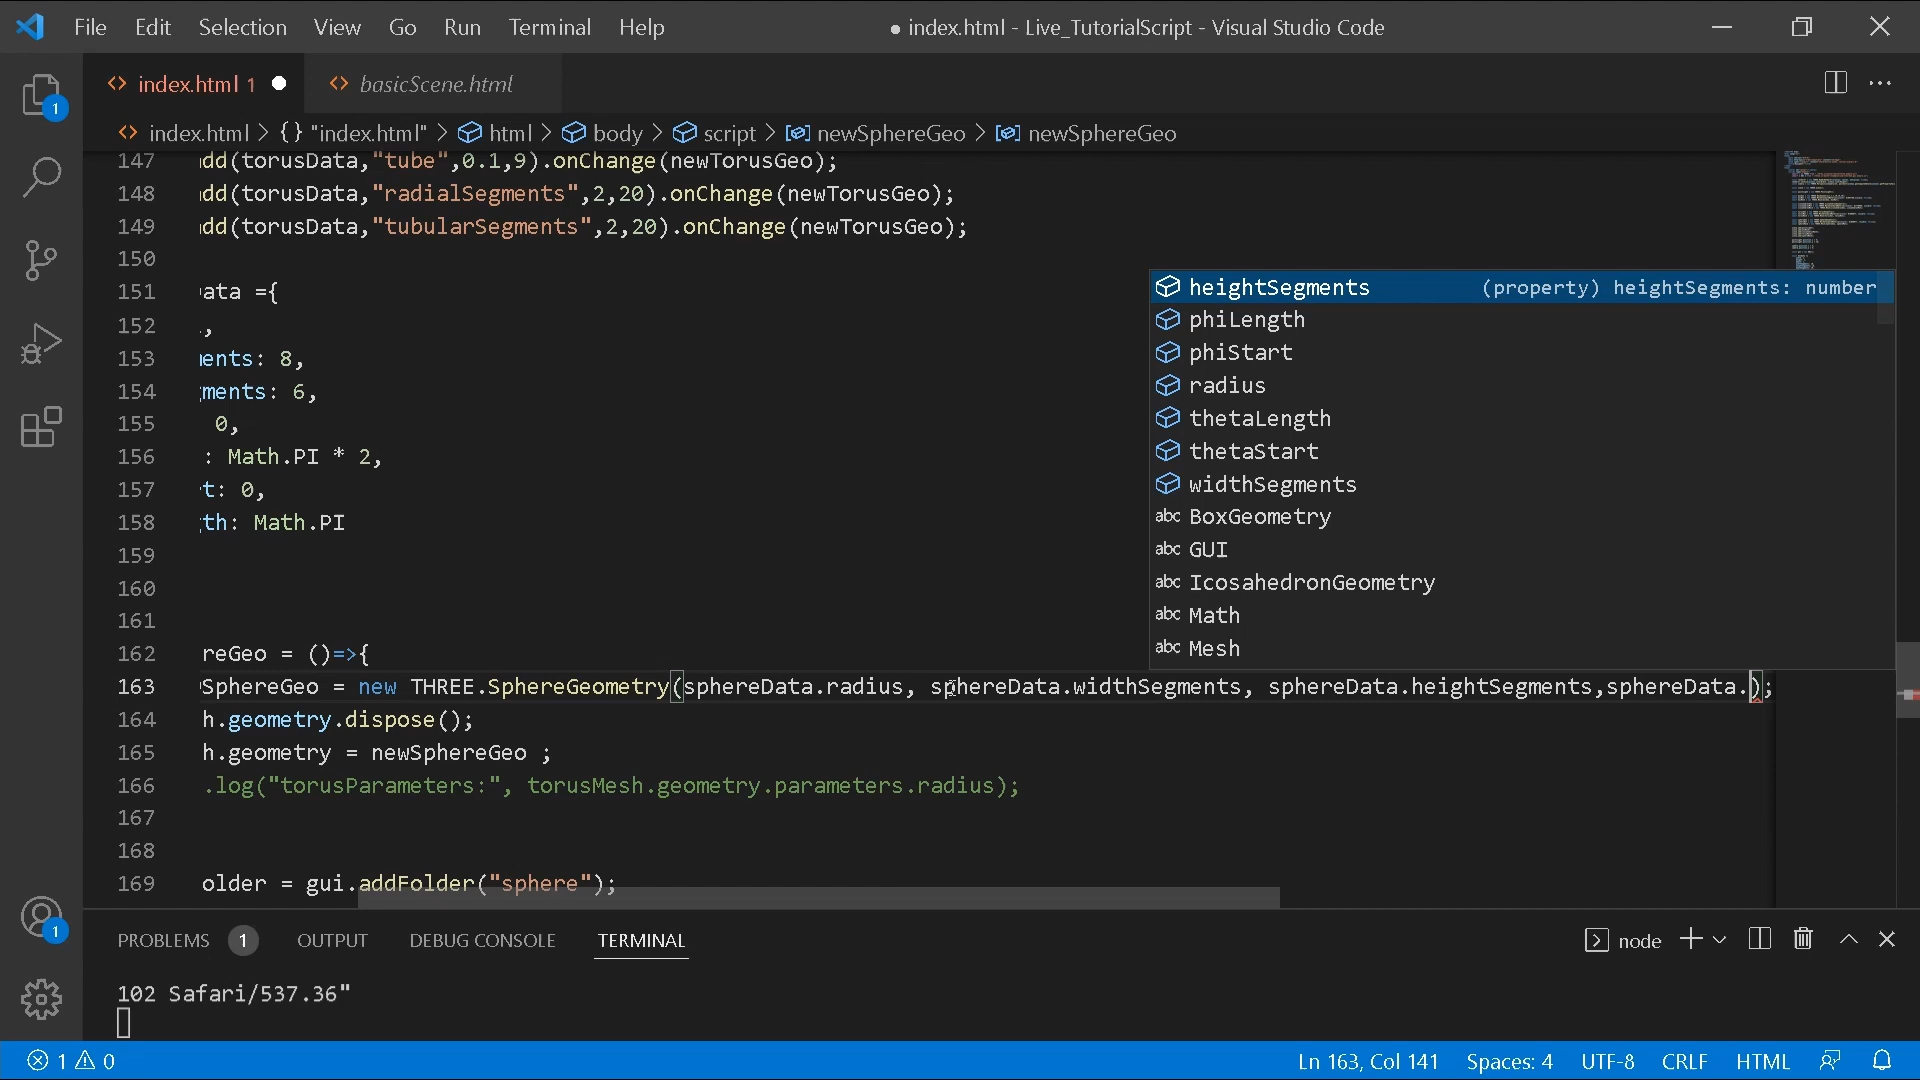 File Edit Selection View Go Run Terminal Help ● index.html - Live_TutorialScript - Visual Studio Code
index.html 1 basicScene.html
index.html > {} "index.html" > html > body > script > newSphereGeo > newSphereGeo
147 dd(torusData,"tube",0.1,9).onChange(newTorusGeo);
148 dd(torusData,"radialSegments",2,20).onChange(newTorusGeo);
149 dd(torusData,"tubularSegments",2,20).onChange(newTorusGeo);
150
151 ata ={
152 ,
153 ents: 8,
154 ments: 6,
155 0,
156 : Math.PI * 2,
157 t: 0,
158 th: Math.PI
159
160
161
162 reGeo = ()=>{
163 SphereGeo = new THREE.SphereGeometry(sphereData.radius, sphereData.widthSegments, sphereData.heightSegments,sphereData.);
164 h.geometry.dispose();
165 h.geometry = newSphereGeo ;
166 .log("torusParameters:", torusMesh.geometry.parameters.radius);
167
168
169 older = gui.addFolder("sphere");
heightSegments (property) heightSegments: number
phiLength
phiStart
radius
thetaLength
thetaStart
widthSegments
abc BoxGeometry
abc GUI
abc IcosahedronGeometry
abc Math
abc Mesh
1
1
PROBLEMS 1 OUTPUT DEBUG CONSOLE TERMINAL node
102 Safari/537.36"
1 0 Ln 163, Col 141 Spaces: 4 UTF-8 CRLF HTML